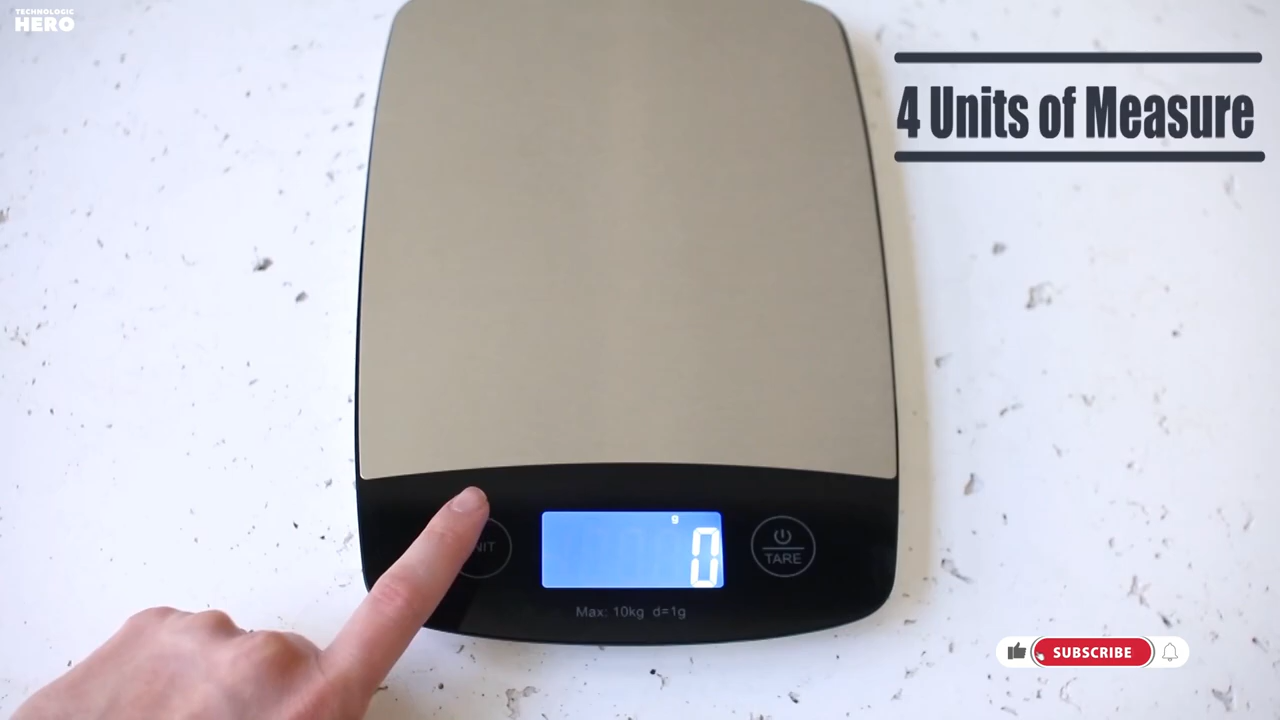 TECHNOLOGIC
HERO
4 Units of Measure
g
0
TARE
Max: 10kg d=1g
SUBSCRIBE